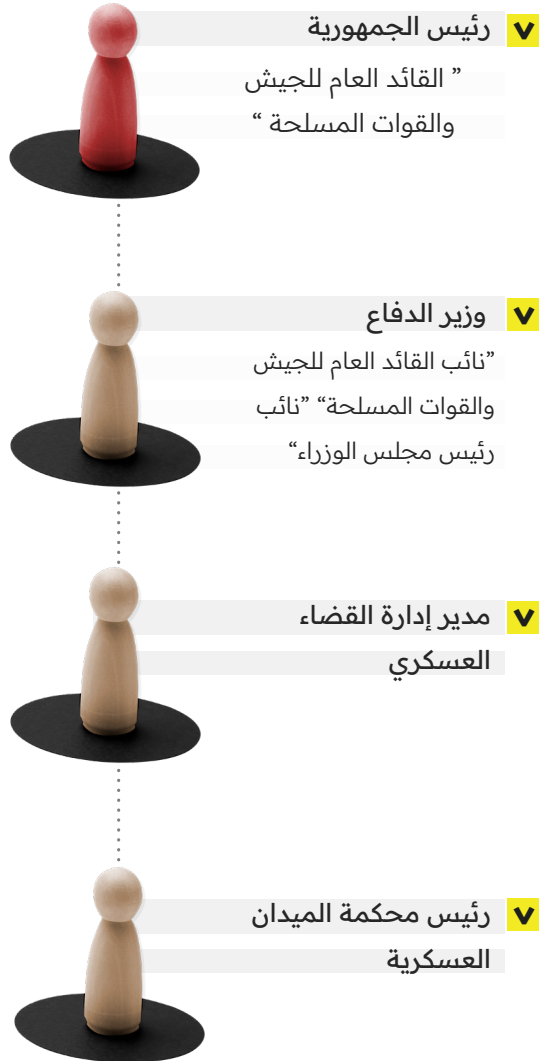 رئيس الجمهورية
” القائد العام للجيش
والقوات المسلحة “
وزير الدفاع
”نائب القائد العام للجيش
والقوات المسلحة“ ”نائب
رئيس مجلس الوزراء“
مدير إدارة القضاء
العسكري
رئيس محكمة الميدان
العسكرية